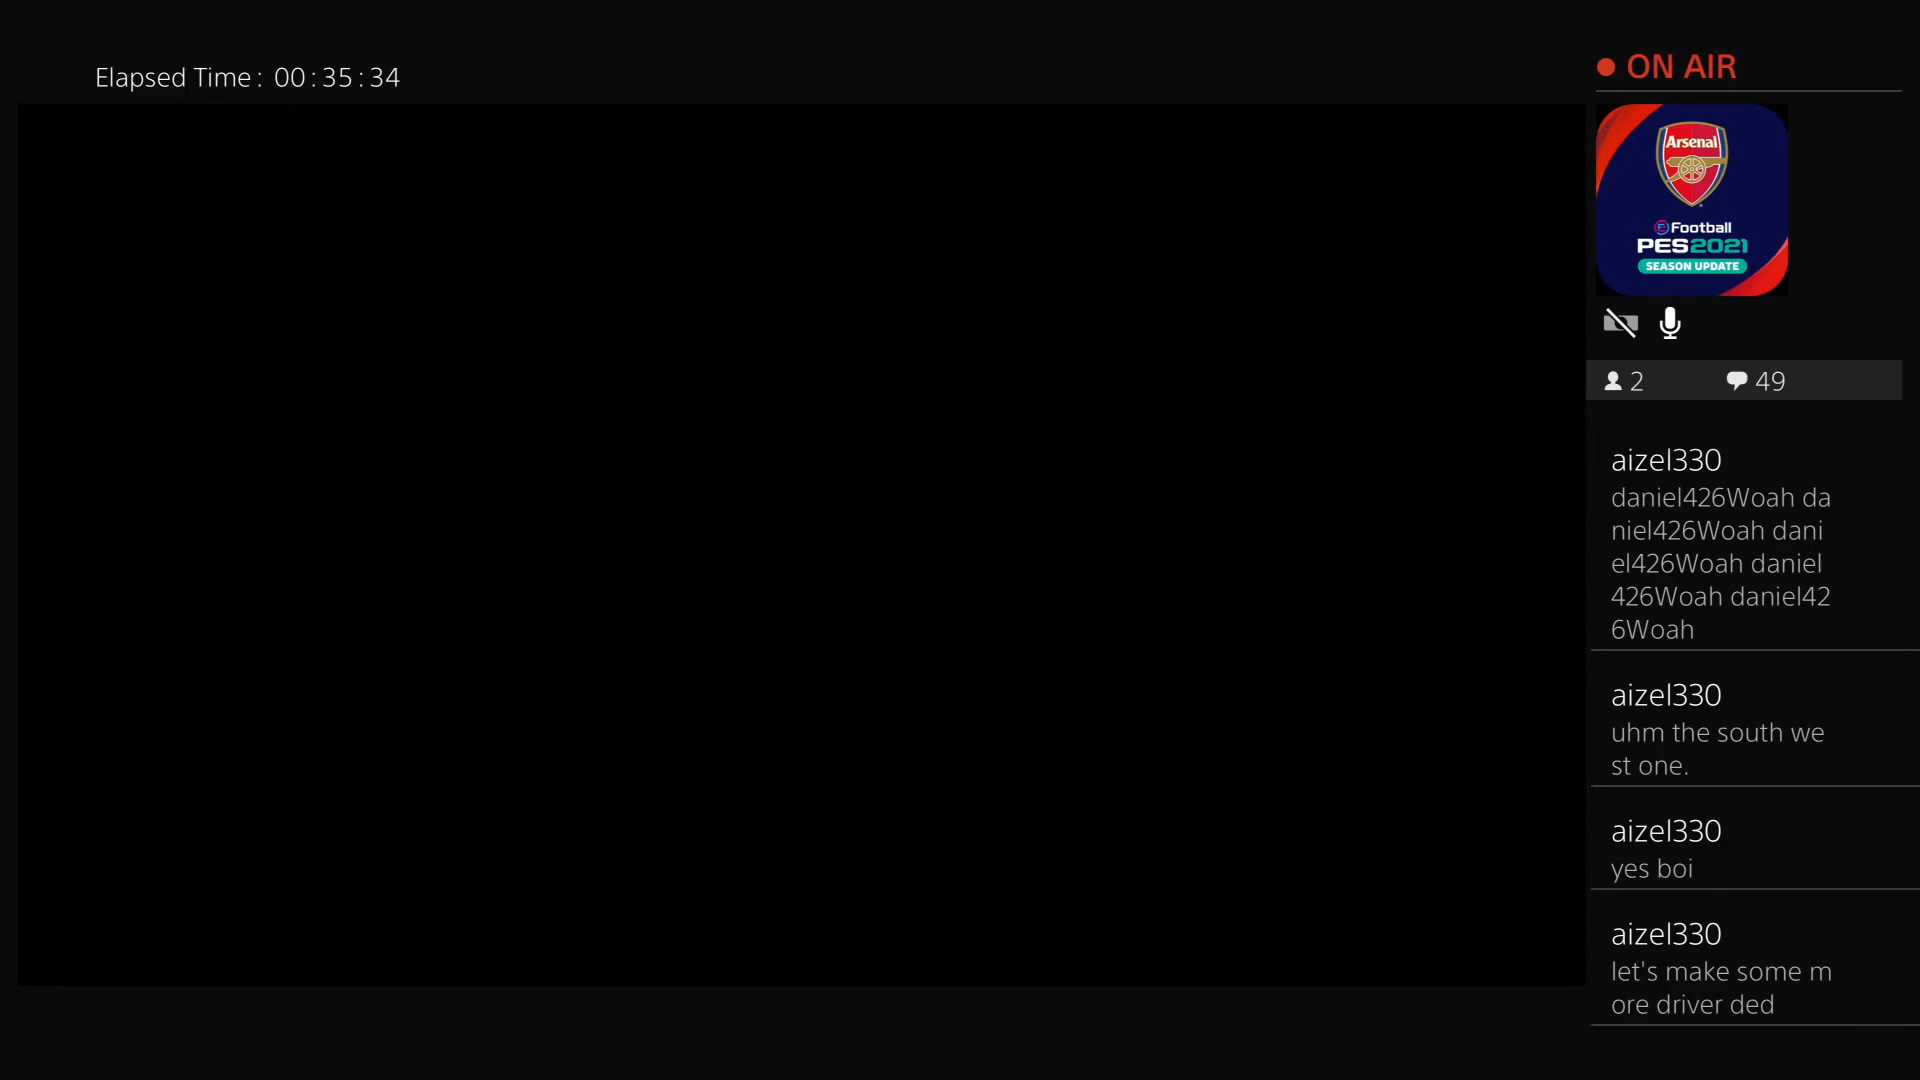 Elapsed Time: 00:35:34
ON AIR
Arsenal
eFootball
PES2021
SEASON UPDATE
2 49
aizel330
daniel426Woah da
niel426Woah dani
el426Woah daniel
426Woah daniel42
6Woah
aizel330
uhm the south we
st one.
aizel330
yes boi
aizel330
let's make some m
ore driver ded